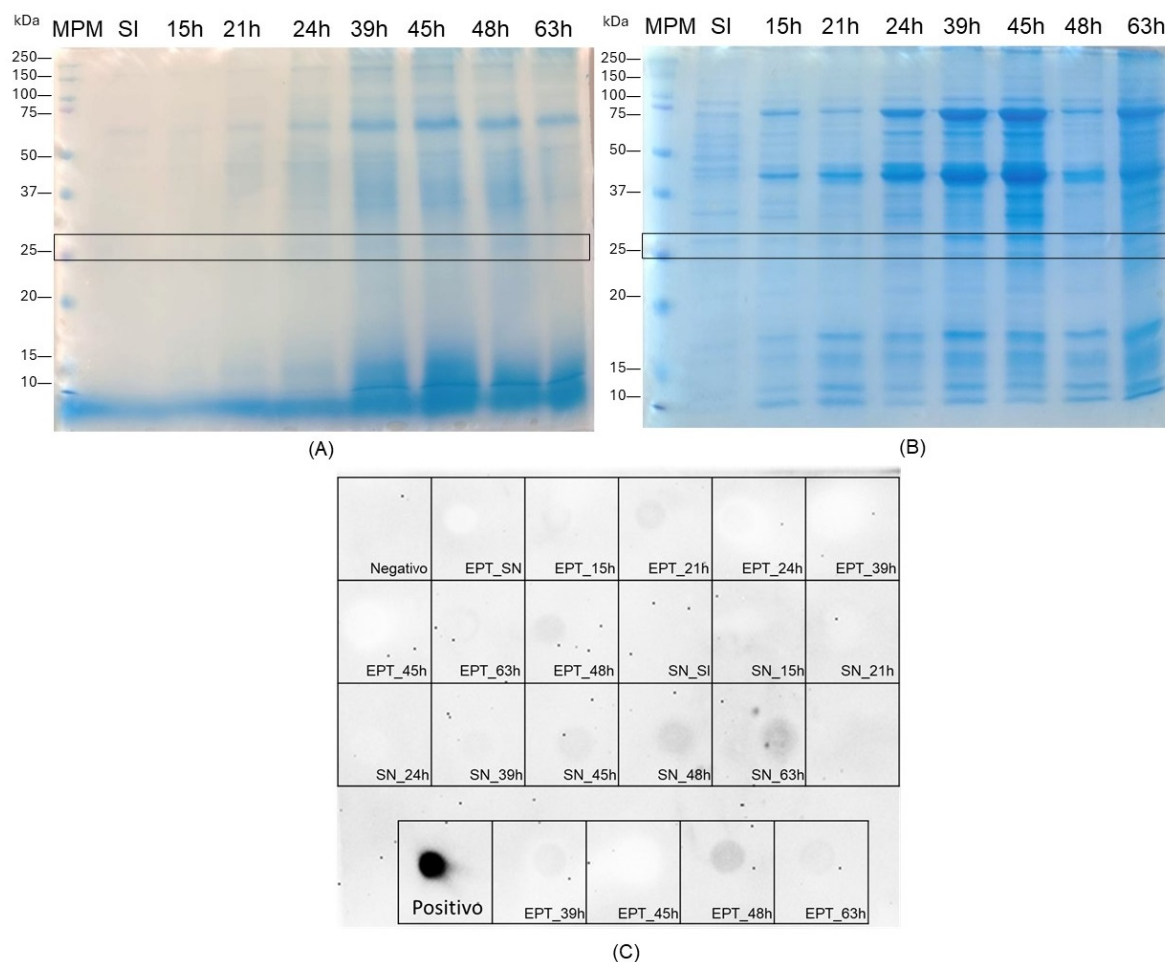 kDa MPM SI 15h 21h 24h 39h 45h 48h 63h
250
150
100
75
50
37
25
20
15
10
(A)
kDa MPM SI 15h 21h 24h 39h 45h 48h 63h
250
150
100
75
50
37
25
20
15
10
(B)
Negativo EPT_SN EPT_15h EPT_21h EPT_24h EPT_39h
EPT_45h EPT_63h EPT_48h SN_SI SN_15h SN_21h
SN_24h SN_39h SN_45h SN_48h SN_63h
Positivo EPT_39h EPT_45h EPT_48h EPT_63h
(C)